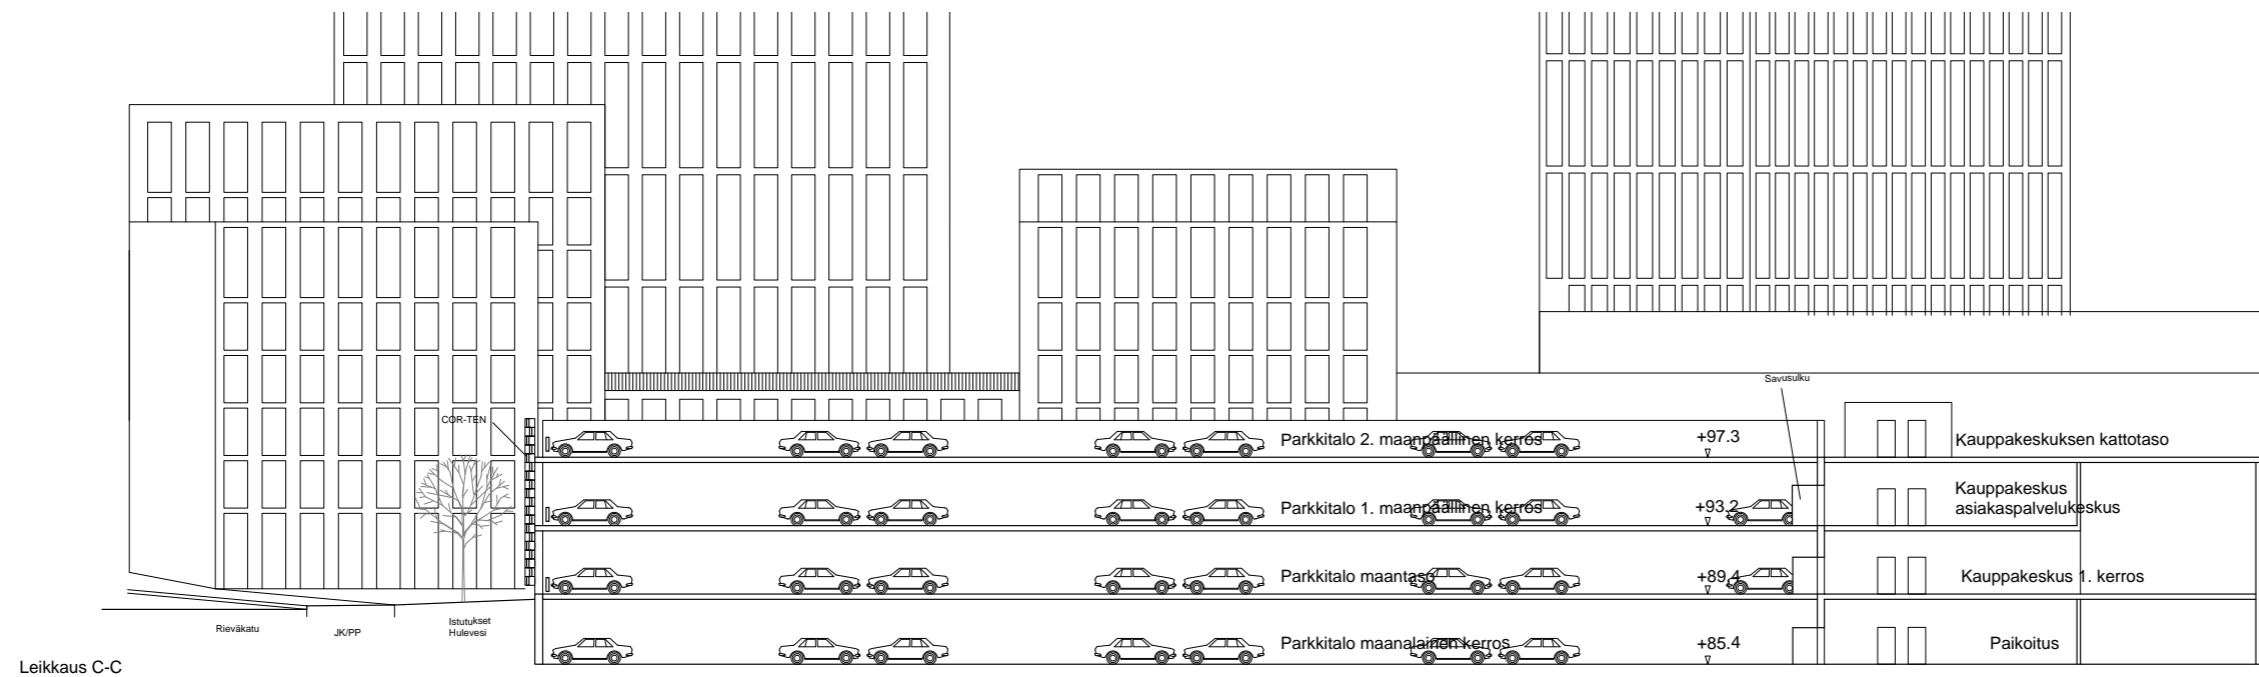 Savusulku
COR-TEN
Parkkitalo 2. maanpäällinen kerros
+97.3
Kauppakeskuksen kattotaso
Parkkitalo 1. maanpäällinen kerros
+93.2
Kauppakeskus
asiakaspalvelukeskus
Parkkitalo maantaso
+89.4
Kauppakeskus 1. kerros
Rieväkatu
JK/PP
Istutukset
Hulevesi
Parkkitalo maanalainen kerros
+85.4
Paikoitus
Leikkaus C-C